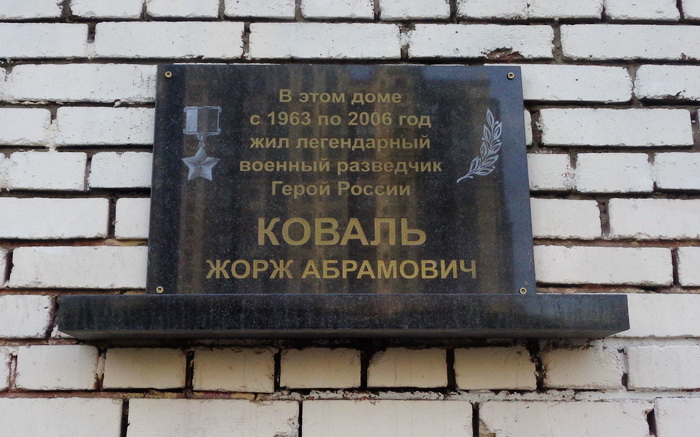 В этом доме
с 1963 по 2006 год
жил легендарный
военный разведчик
Герой России
КОВАЛЬ
ЖОРЖ АБРАМОВИЧ